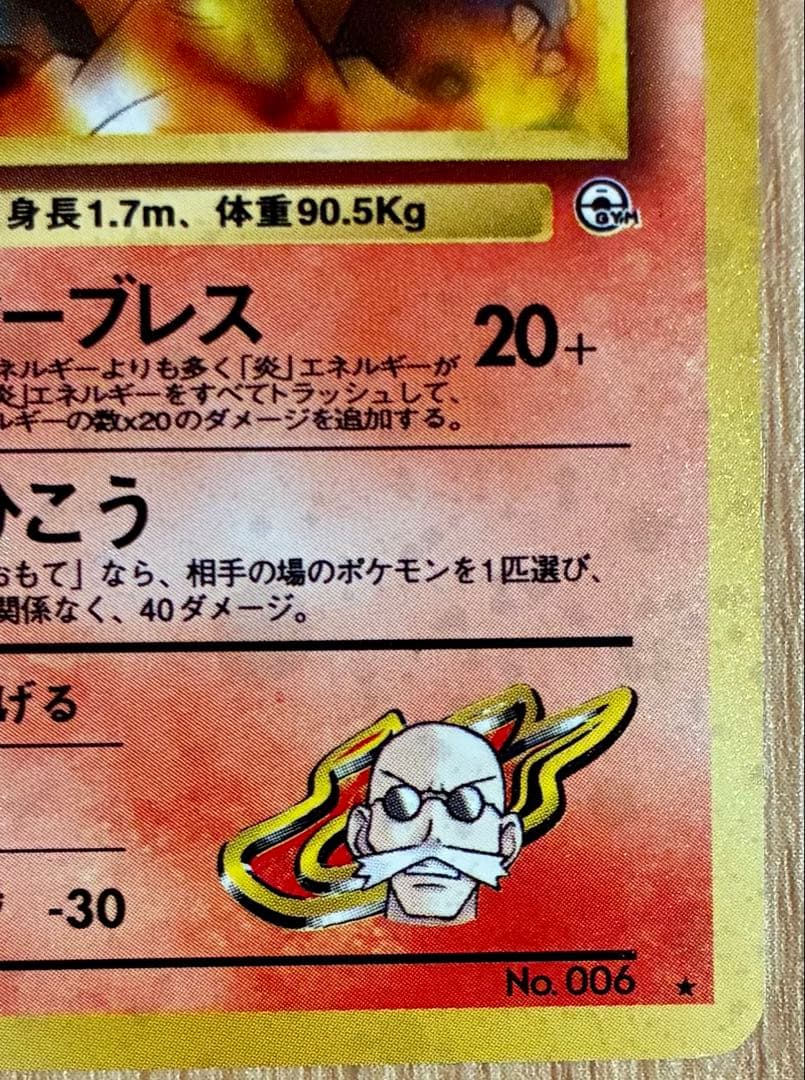 身長1.7m、体重90.5Kg
GYM
ーブレス
20+
ネルギーよりも多く「炎」エネルギーが
炎」エネルギーをすべてトラッシュして、
ルギーの数x20のダメージを追加する。
ひこう
おもて」なら、相手の場のポケモンを1匹選び、
関係なく、40ダメージ。
げる
-30
No. 006 ★